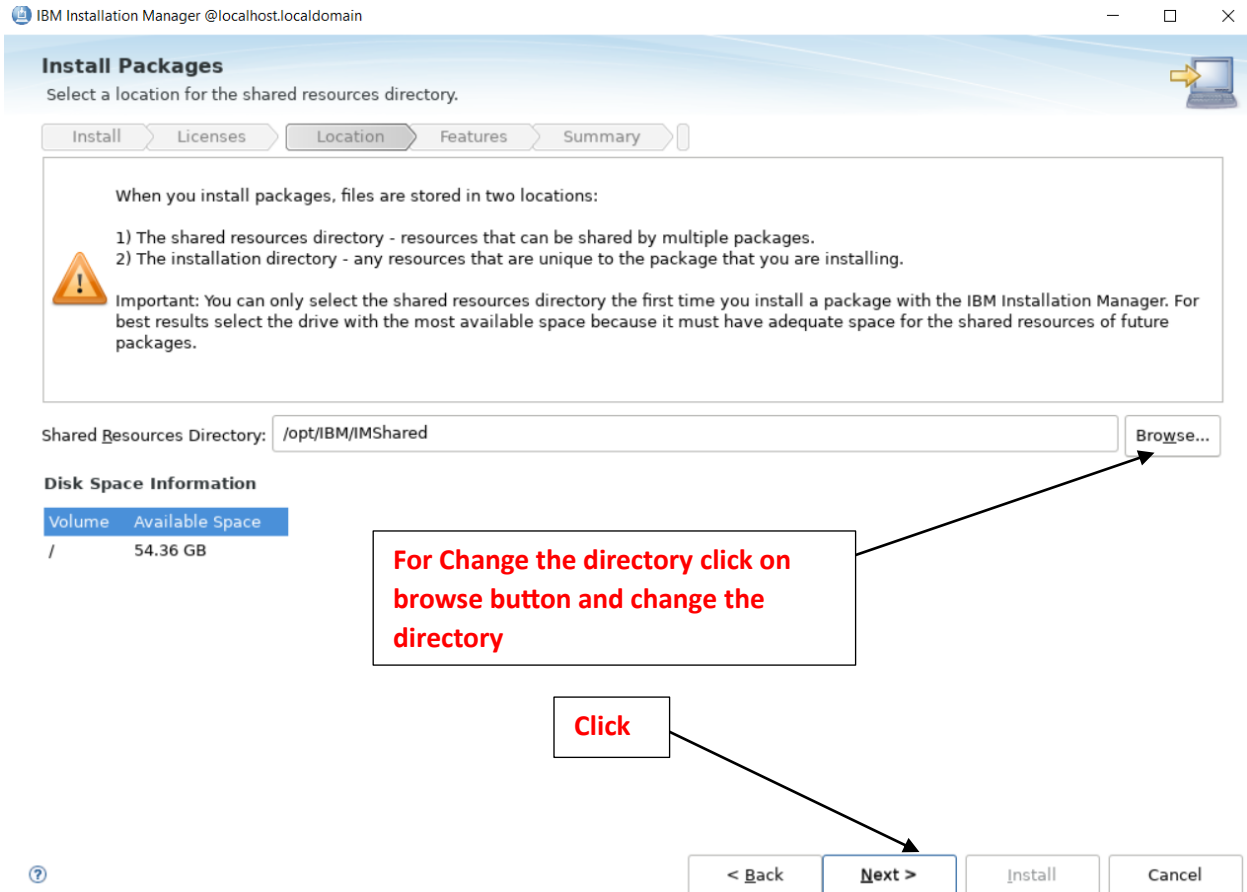 IBM Installation Manager @localhost.localdomain
Install Packages
Select a location for the shared resources directory.
Install Licenses Location Features Summary
When you install packages, files are stored in two locations:
1) The shared resources directory - resources that can be shared by multiple packages.
2) The installation directory - any resources that are unique to the package that you are installing.
Important: You can only select the shared resources directory the first time you install a package with the IBM Installation Manager. For
best results select the drive with the most available space because it must have adequate space for the shared resources of future
packages.
Shared Resources Directory: /opt/IBM/IMShared Browse...
Disk Space Information
Volume Available Space
/ 54.36 GB
For Change the directory click on
browse button and change the
directory
Click
? < Back Next > Install Cancel